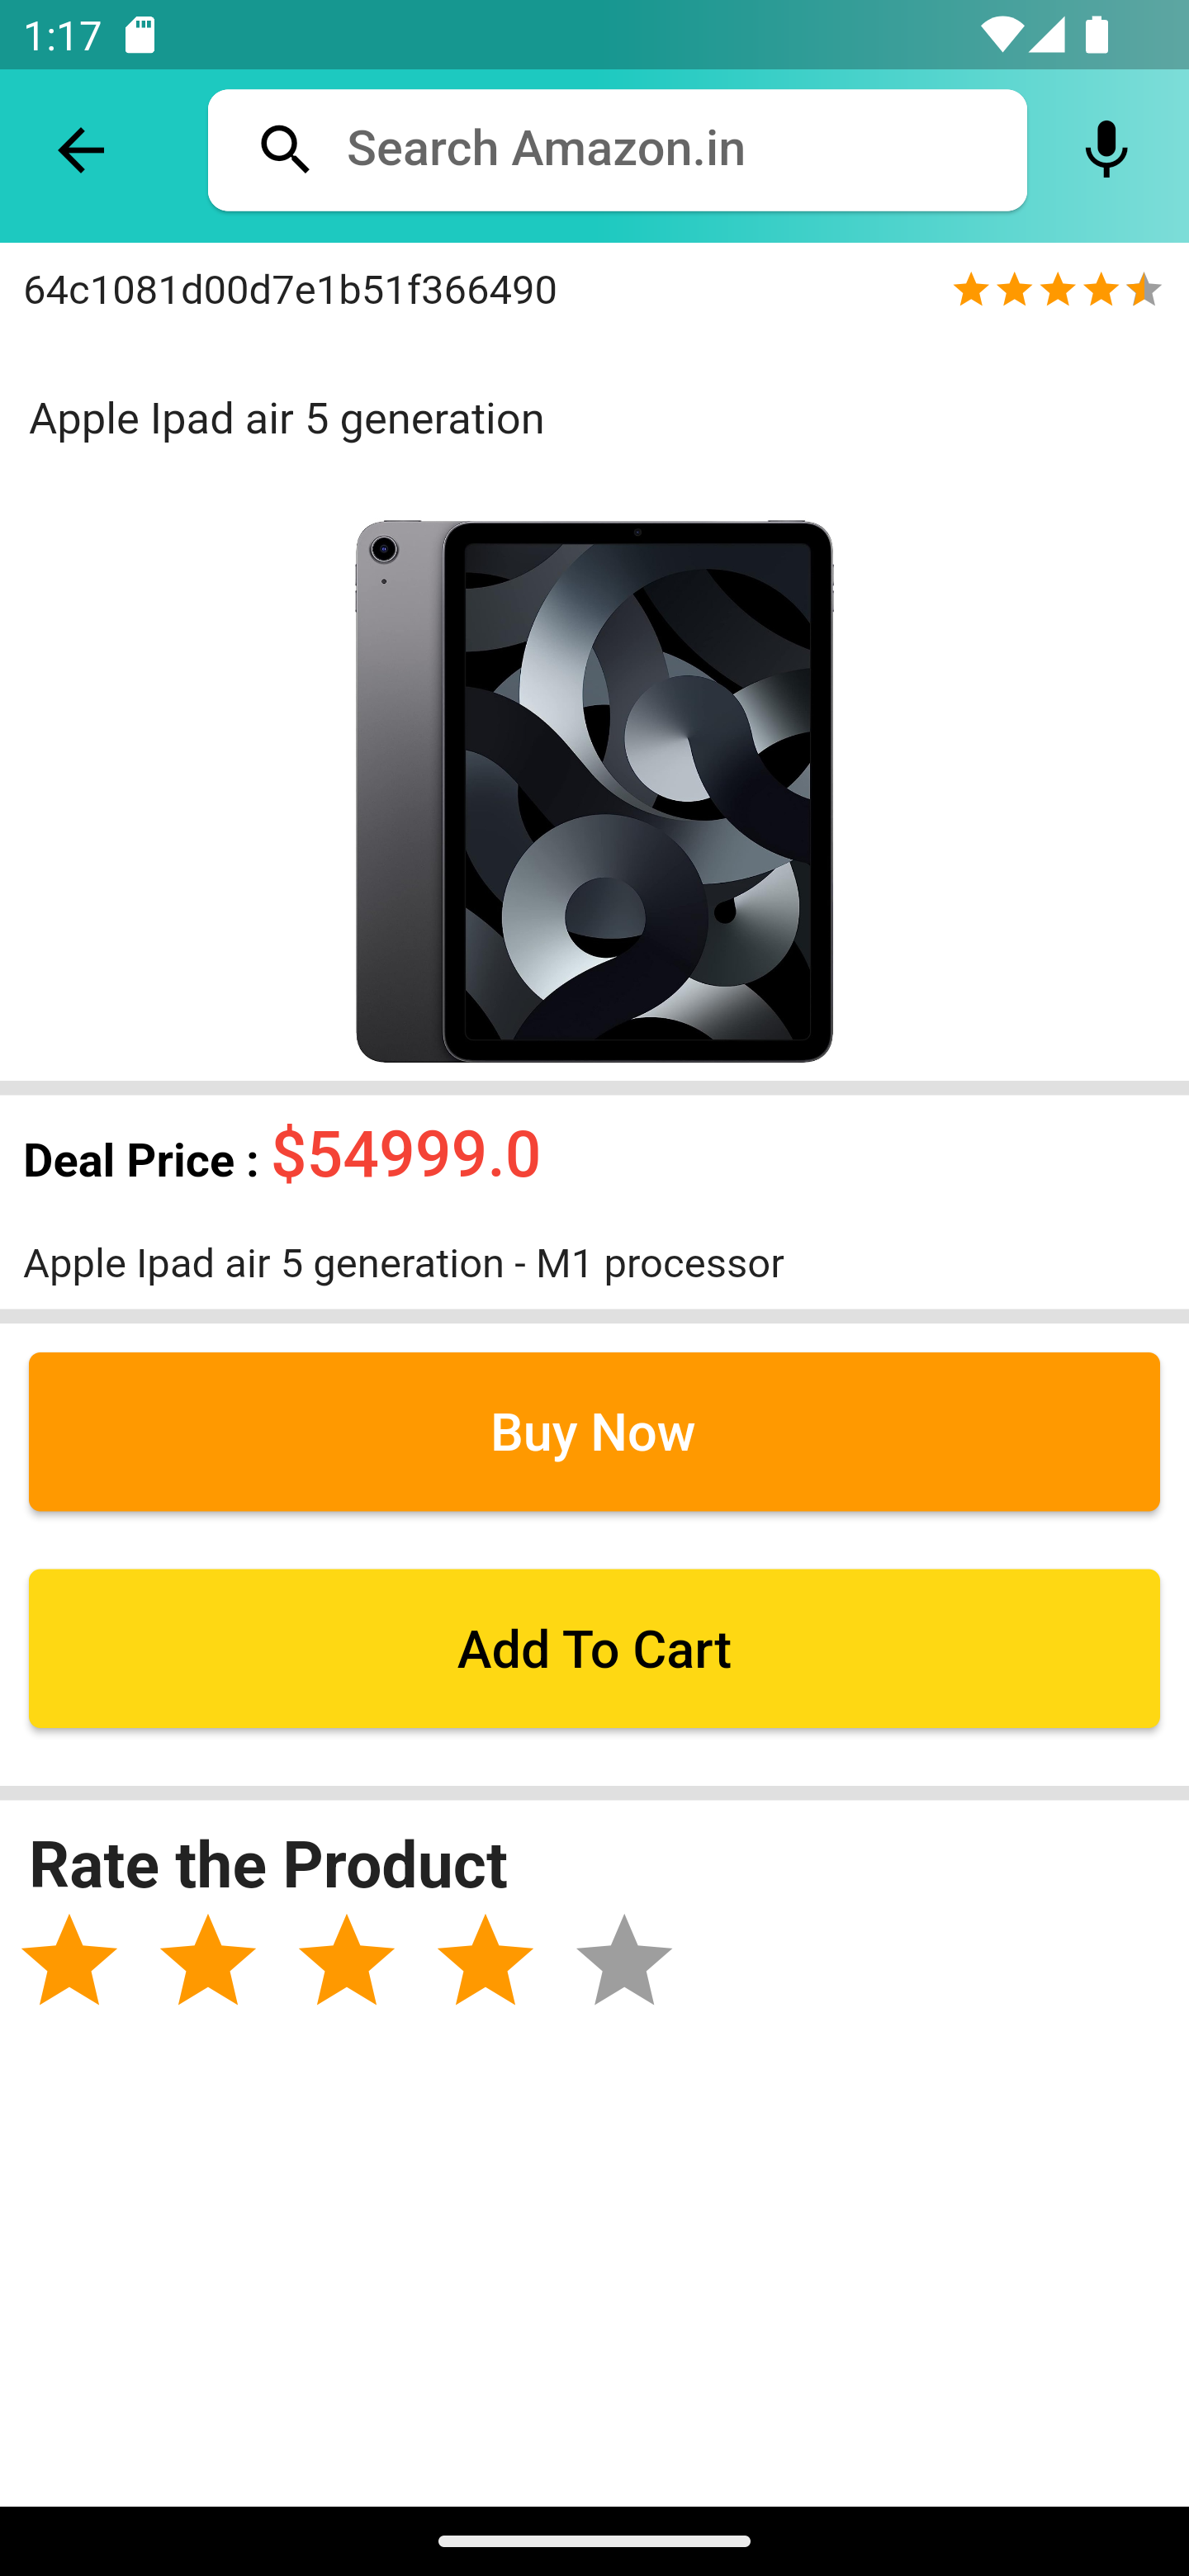 1:17
Search Amazon.in
64c1081d00d7e1b51f366490
Apple Ipad air 5 generation
Deal Price : $54999.0
Apple Ipad air 5 generation - M1 processor
Buy Now
Add To Cart
Rate the Product